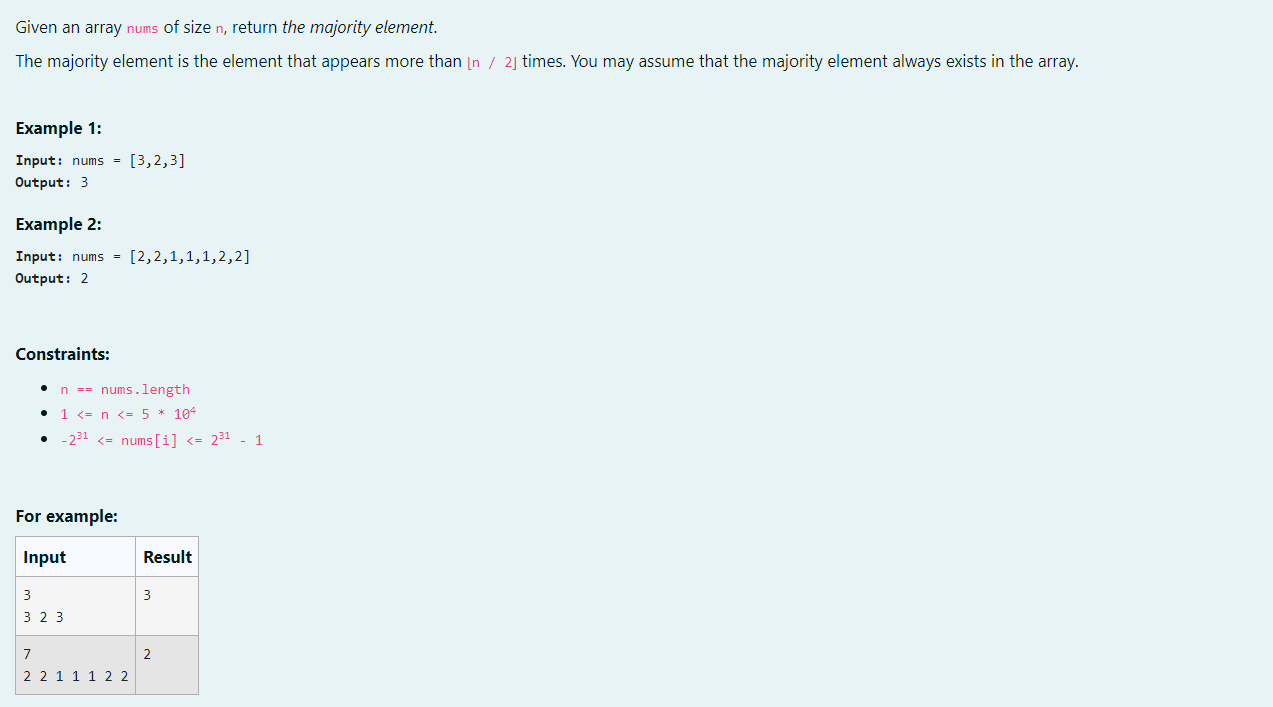 Given an array nums of size n, return the majority element.
The majority element is the element that appears more than ⌊n / 2⌋ times. You may assume that the majority element always exists in the array.
Example 1:
Input: nums = [3,2,3]
Output: 3
Example 2:
Input: nums = [2,2,1,1,1,2,2]
Output: 2
Constraints:
• n == nums.length
• 1 <= n <= 5 * 10⁴
• -2³¹ <= nums[i] <= 2³¹ - 1
For example:
Input Result
3 3
3 2 3
7 2
2 2 1 1 1 2 2